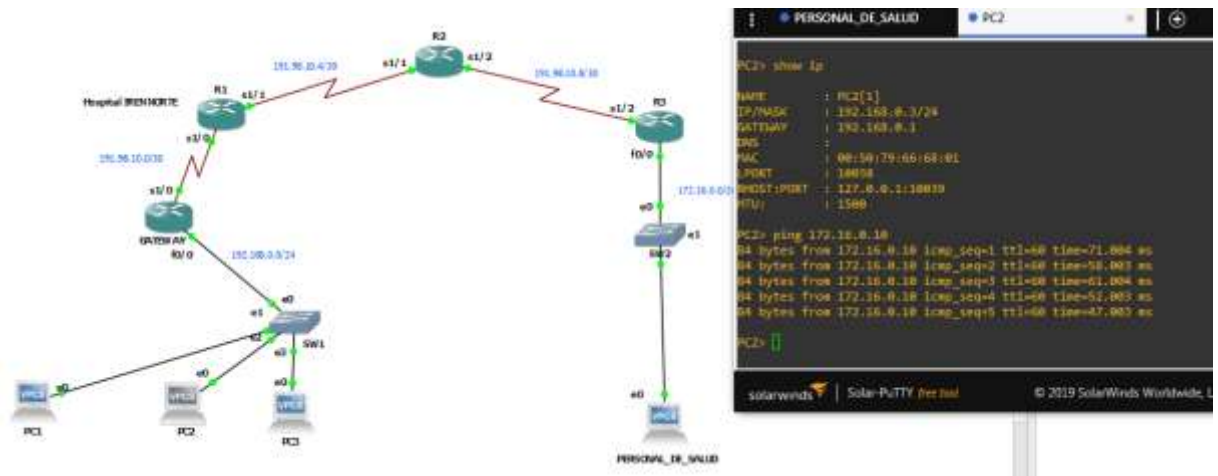 R2
191.98.10.4/30
s1/1
s1/2
191.98.10.8/30
R1
s1/1
Hospital IREN NORTE
s1/0
191.98.10.0/30
s1/0
GATEWAY
f0/0
192.168.0.0/24
R3
s1/2
f0/0
e0
e1
SW2
e0
e1
e2
e3
SW1
e0
e0
e0
PC1
PC2
PC3
e0
PERSONAL_DE_SALUD
PERSONAL_DE_SALUD
PC2
PC2> show ip
NAME : PC2[1]
IP/MASK : 192.168.0.3/24
GATEWAY : 192.168.0.1
DNS :
MAC : 00:50:79:66:68:01
LPORT : 10038
RHOST:PORT : 127.0.0.1:10039
MTU: : 1500
PC2> ping 172.16.0.10
84 bytes from 172.16.0.10 icmp_seq=1 ttl=60 time=71.004 ms
84 bytes from 172.16.0.10 icmp_seq=2 ttl=60 time=58.003 ms
84 bytes from 172.16.0.10 icmp_seq=3 ttl=60 time=61.004 ms
84 bytes from 172.16.0.10 icmp_seq=4 ttl=60 time=52.003 ms
84 bytes from 172.16.0.10 icmp_seq=5 ttl=60 time=47.003 ms
PC2>
solarwinds
Solar-PuTTY free tool
© 2019 SolarWinds Worldwide, L